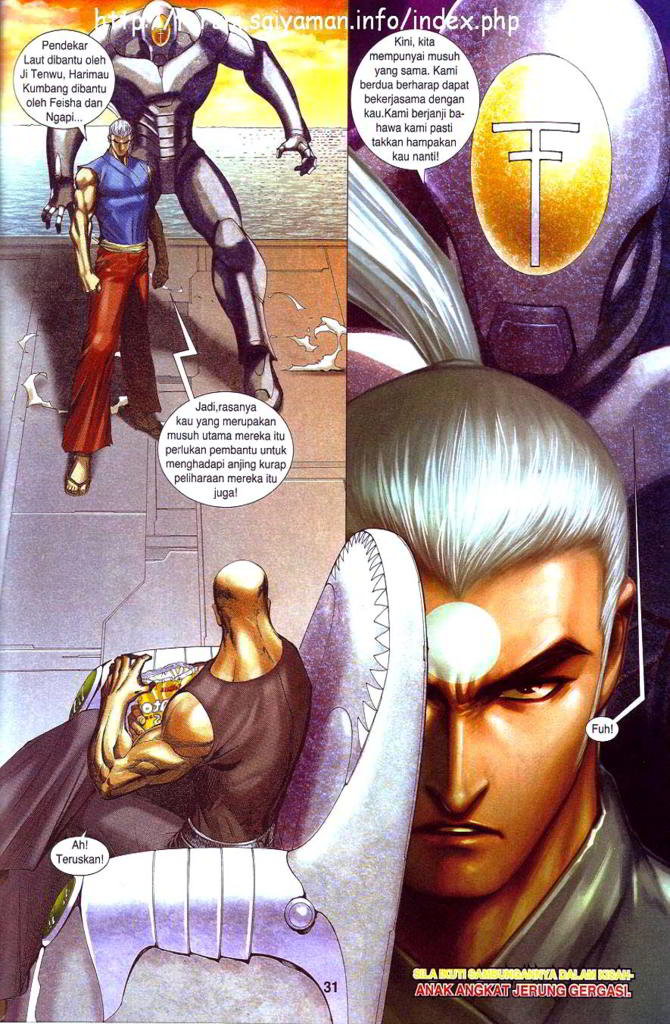 http://forum.saiyaman.info/index.php
Pendekar
Laut dibantu oleh
Ji Tenwu, Harimau
Kumbang dibantu
oleh Feisha dan
Ngapi...
Jadi,rasanya
kau yang merupakan
musuh utama mereka itu
perlukan pembantu untuk
menghadapi anjing kurap
peliharaan mereka itu
juga!
Ah!
Teruskan!
Kini, kita
mempunyai musuh
yang sama. Kami
berdua berharap dapat
bekerjasama dengan
kau.Kami berjanji ba-
hawa kami pasti
takkan hampakan
kau nanti!
Fuh!
SILA IKUTI SAMBUNGANNYA DALAM KISAH-
ANAK ANGKAT JERUNG GERGASI.
31